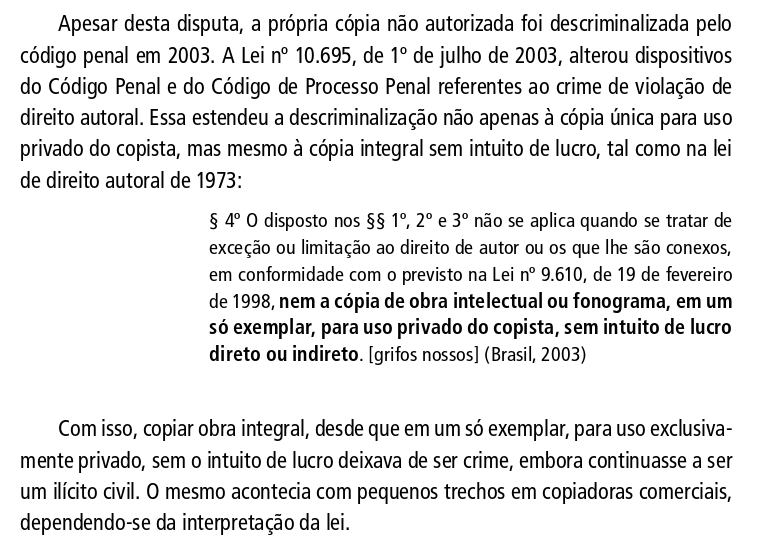 Apesar desta disputa, a própria cópia não autorizada foi descriminalizada pelo
código penal em 2003. A Lei nº 10.695, de 1º de julho de 2003, alterou dispositivos
do Código Penal e do Código de Processo Penal referentes ao crime de violação de
direito autoral. Essa estendeu a descriminalização não apenas à cópia única para uso
privado do copista, mas mesmo à cópia integral sem intuito de lucro, tal como na lei
de direito autoral de 1973:
§ 4º O disposto nos §§ 1º, 2º e 3º não se aplica quando se tratar de
exceção ou limitação ao direito de autor ou os que lhe são conexos,
em conformidade com o previsto na Lei nº 9.610, de 19 de fevereiro
de 1998, nem a cópia de obra intelectual ou fonograma, em um
só exemplar, para uso privado do copista, sem intuito de lucro
direto ou indireto. [grifos nossos] (Brasil, 2003)
Com isso, copiar obra integral, desde que em um só exemplar, para uso exclusiva-
mente privado, sem o intuito de lucro deixava de ser crime, embora continuasse a ser
um ilícito civil. O mesmo acontecia com pequenos trechos em copiadoras comerciais,
dependendo-se da interpretação da lei.